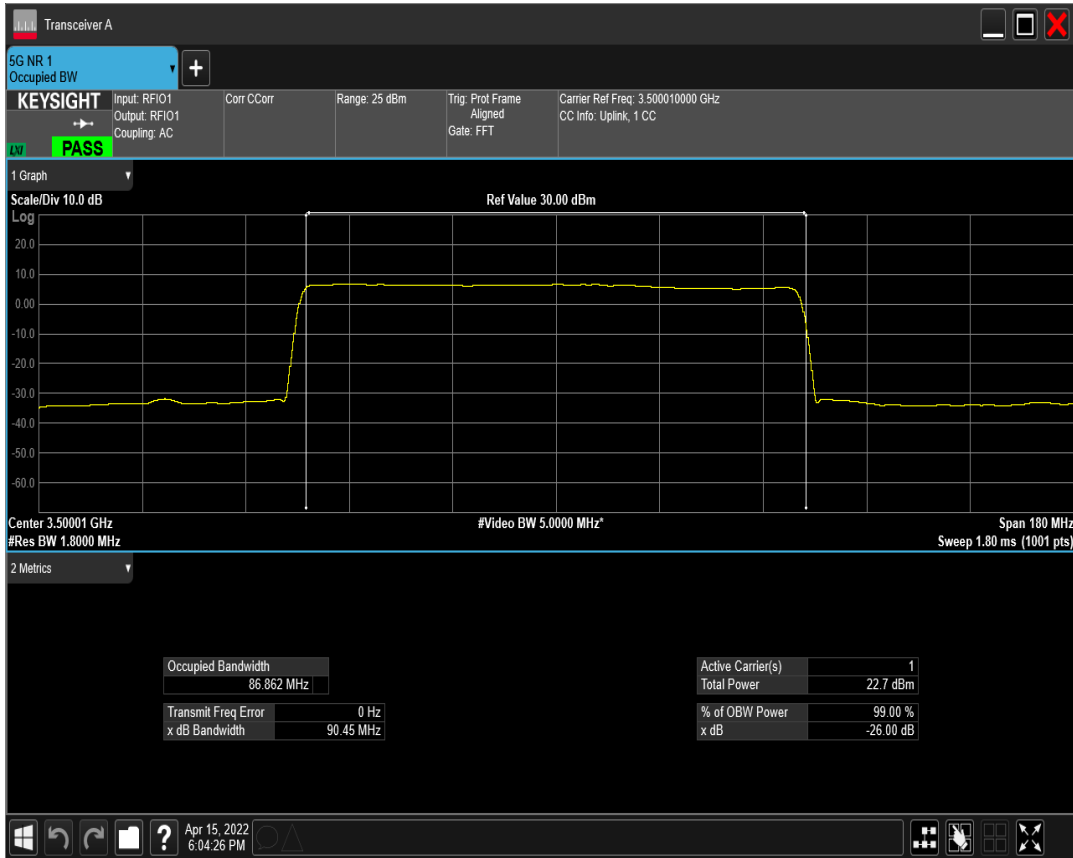 Transceiver A
5G NR 1
Occupied BW
KEYSIGHT
LXI
PASS
Input: RFIO1
Output: RFIO1
Coupling: AC
Corr CCorr
Range: 25 dBm
Trig: Prot Frame
Aligned
Gate: FFT
Carrier Ref Freq: 3.500010000 GHz
CC Info: Uplink, 1 CC
1 Graph
Scale/Div 10.0 dB
Ref Value 30.00 dBm
Log
20.0
10.0
0.00
-10.0
-20.0
-30.0
-40.0
-50.0
-60.0
Center 3.50001 GHz
#Video BW 5.0000 MHz*
Span 180 MHz
#Res BW 1.8000 MHz
Sweep 1.80 ms (1001 pts)
2 Metrics
Occupied Bandwidth
86.862 MHz
Transmit Freq Error 0 Hz
x dB Bandwidth 90.45 MHz
Active Carrier(s) 1
Total Power 22.7 dBm
% of OBW Power 99.00 %
x dB -26.00 dB
?
Apr 15, 2022
6:04:26 PM